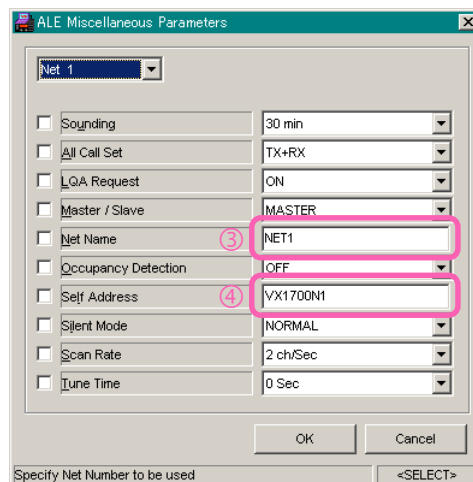 ALE Miscellaneous Parameters
Net 1
Sounding 30 min
All Call Set TX+RX
LQA Request ON
Master / Slave MASTER
Net Name ③ NET1
Occupancy Detection OFF
Self Address ④ VX1700N1
Silent Mode NORMAL
Scan Rate 2 ch/Sec
Tune Time 0 Sec
OK Cancel
Specify Net Number to be used <SELECT>